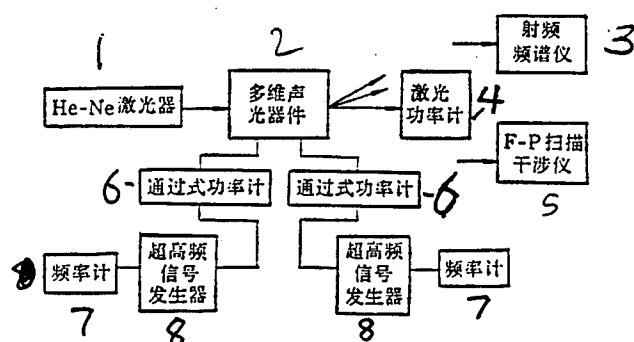 1
2
3
射频
频谱仪
He-Ne激光器
多维声
光器件
激光
功率计
4
F-P扫描
干涉仪
5
6
通过式功率计
通过式功率计
6
频率计
超高频
信号
发生器
超高频
信号
发生器
频率计
7
8
8
7